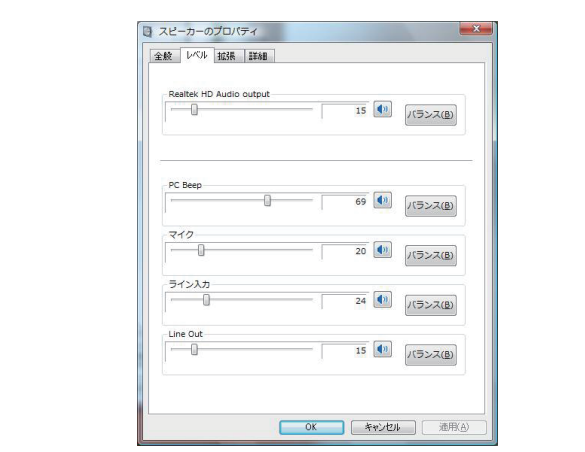 スピーカーのプロパティ
全般 レベル 拡張 詳細
Realtek HD Audio output
15 バランス(B)
PC Beep
69 バランス(B)
マイク
20 バランス(B)
ライン入力
24 バランス(B)
Line Out
15 バランス(B)
OK キャンセル 適用(A)